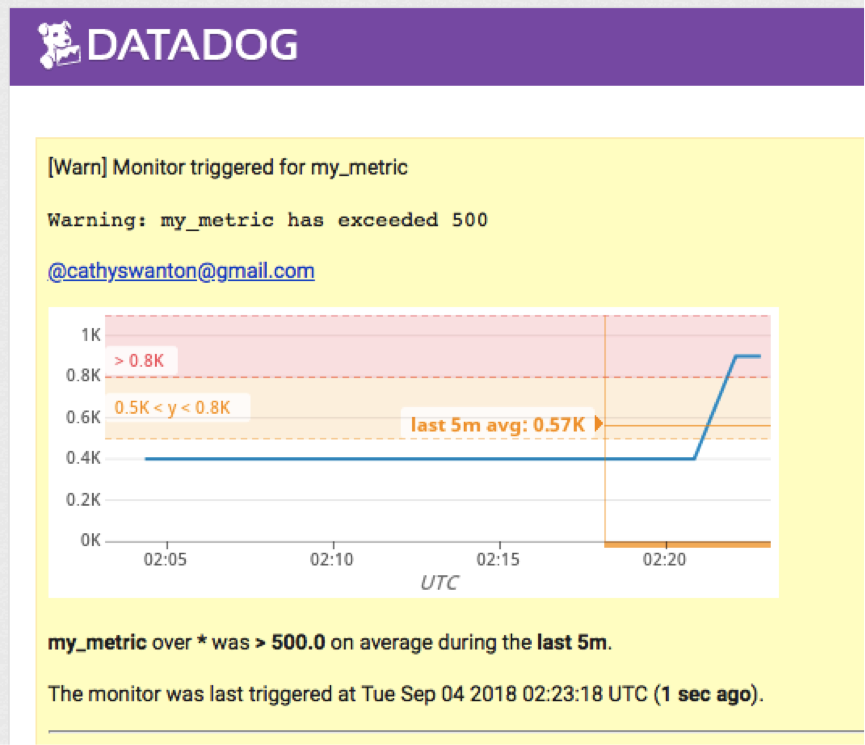 DATADOG
[Warn] Monitor triggered for my_metric
Warning: my_metric has exceeded 500
@cathyswanton@gmail.com
1K
> 0.8K
0.8K
0.5K < y < 0.8K
0.6K
last 5m avg: 0.57K
0.4K
0.2K
0K
02:05 02:10 02:15 02:20
UTC
my_metric over * was > 500.0 on average during the last 5m.
The monitor was last triggered at Tue Sep 04 2018 02:23:18 UTC (1 sec ago).